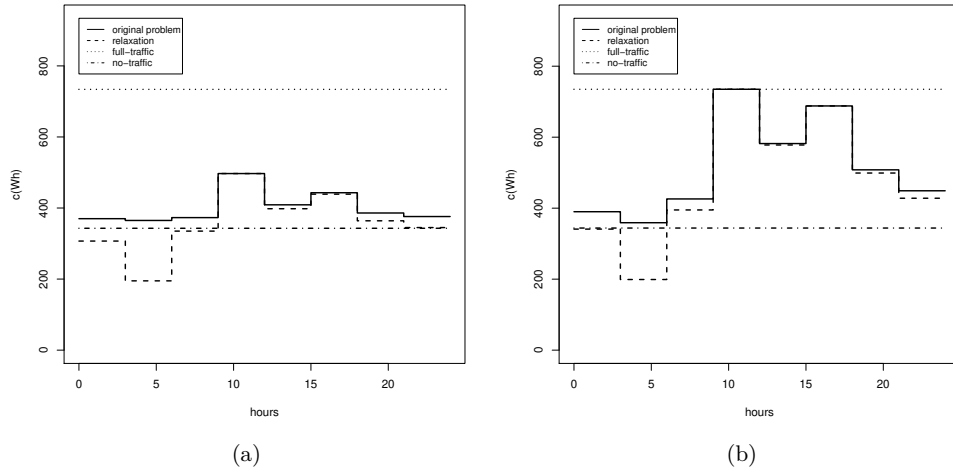 original problem
relaxation
full-traffic
no-traffic
c(Wh)
800
600
400
200
0
0 5 10 15 20
hours
(a)
original problem
relaxation
full-traffic
no-traffic
c(Wh)
800
600
400
200
0
0 5 10 15 20
hours
(b)